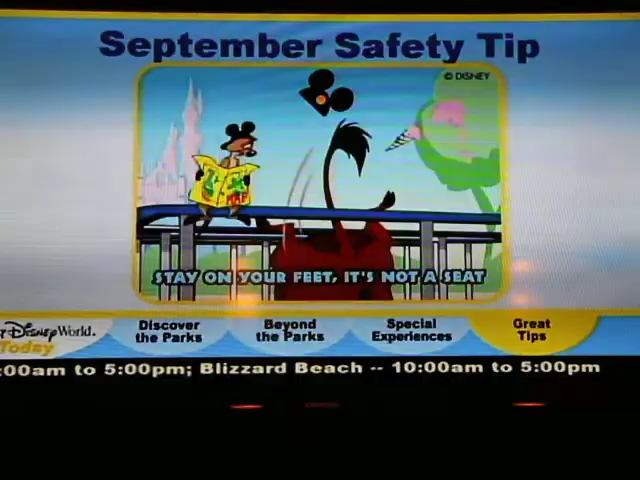 September Safety Tip
© DISNEY
MAP
STAY ON YOUR FEET, IT'S NOT A SEAT
Disney World.
Today
Discover
the Parks
Beyond
the Parks
Special
Experiences
Great
Tips
:00am to 5:00pm; Blizzard Beach -- 10:00am to 5:00pm